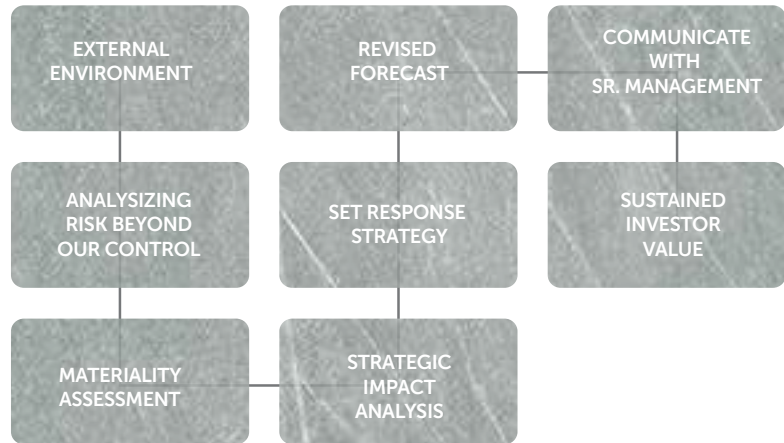 EXTERNAL
ENVIRONMENT
ANALYSIZING
RISK BEYOND
OUR CONTROL
MATERIALITY
ASSESSMENT
STRATEGIC
IMPACT
ANALYSIS
SET RESPONSE
STRATEGY
REVISED
FORECAST
COMMUNICATE
WITH
SR. MANAGEMENT
SUSTAINED
INVESTOR
VALUE